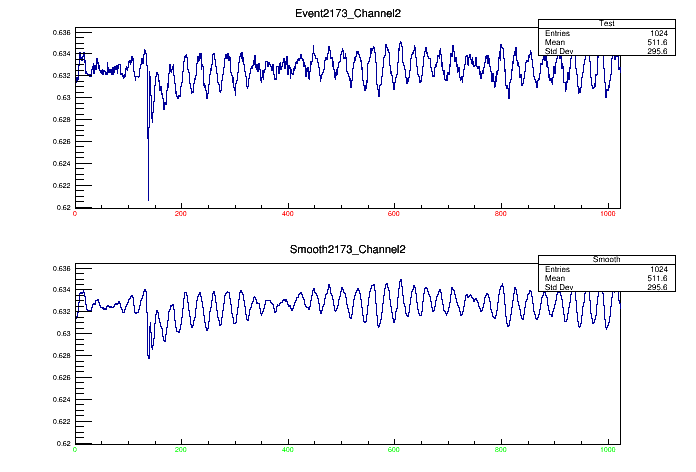 Event2173_Channel2
Test
Entries 1024
Mean 511.6
Std Dev 295.6
0.636
0.634
0.632
0.63
0.628
0.626
0.624
0.622
0.62
0 200 400 600 800 1000
Smooth2173_Channel2
Smooth
Entries 1024
Mean 511.6
Std Dev 295.6
0.636
0.634
0.632
0.63
0.628
0.626
0.624
0.622
0.62
0 200 400 600 800 1000